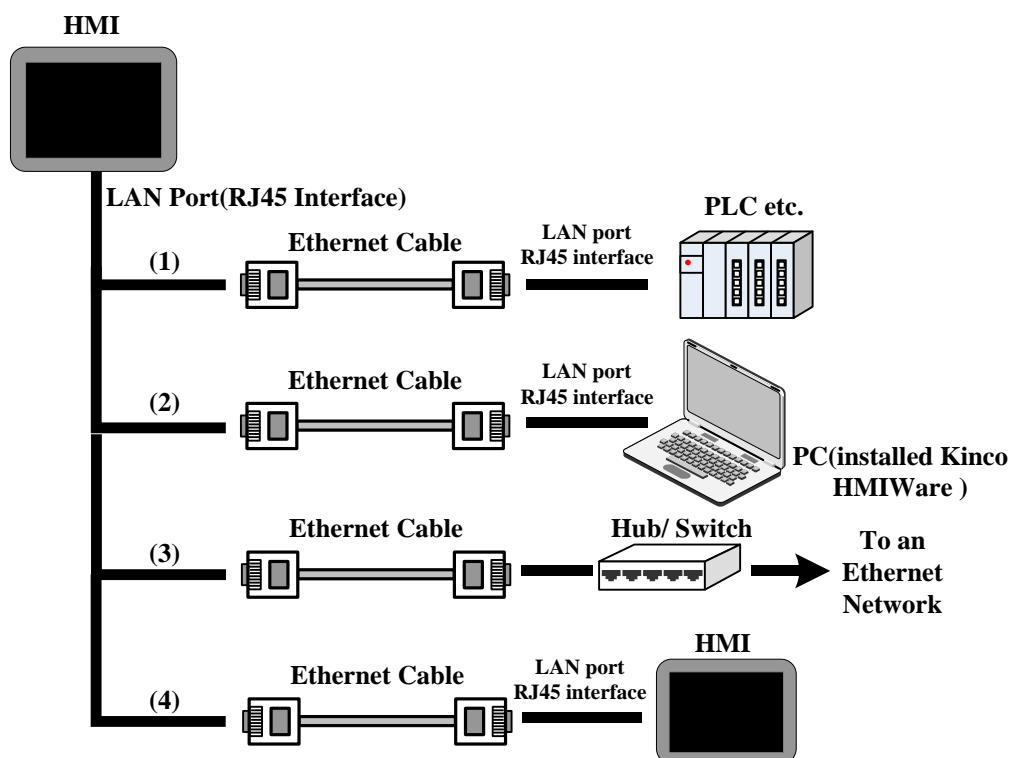 HMI
LAN Port(RJ45 Interface)
(1)
Ethernet Cable
LAN port
RJ45 interface
PLC etc.
(2)
Ethernet Cable
LAN port
RJ45 interface
PC(installed Kinco
HMIWare )
(3)
Ethernet Cable
Hub/ Switch
To an
Ethernet
Network
(4)
Ethernet Cable
LAN port
RJ45 interface
HMI